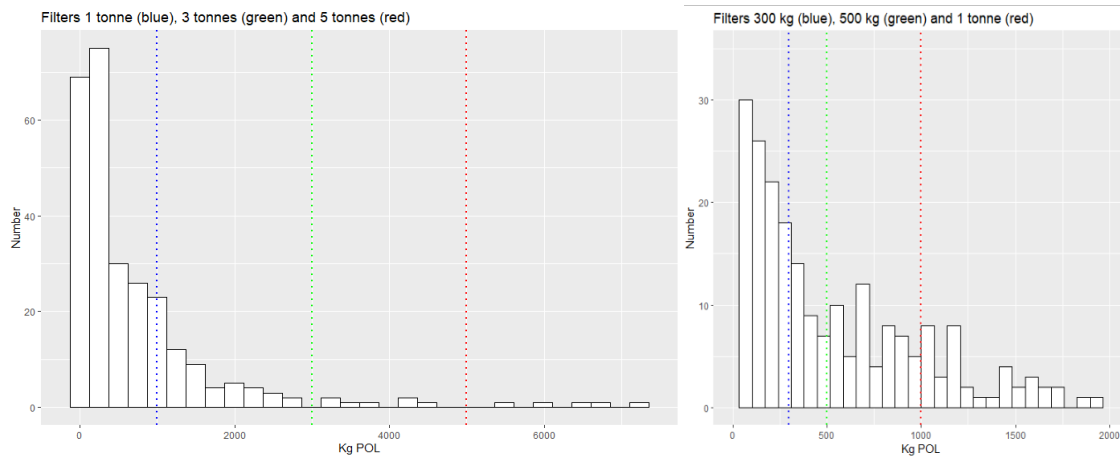 Filters 1 tonne (blue), 3 tonnes (green) and 5 tonnes (red)
60
40
20
0
Number
0 2000 4000 6000
Kg POL
Filters 300 kg (blue), 500 kg (green) and 1 tonne (red)
30
20
10
0
Number
0 500 1000 1500 2000
Kg POL